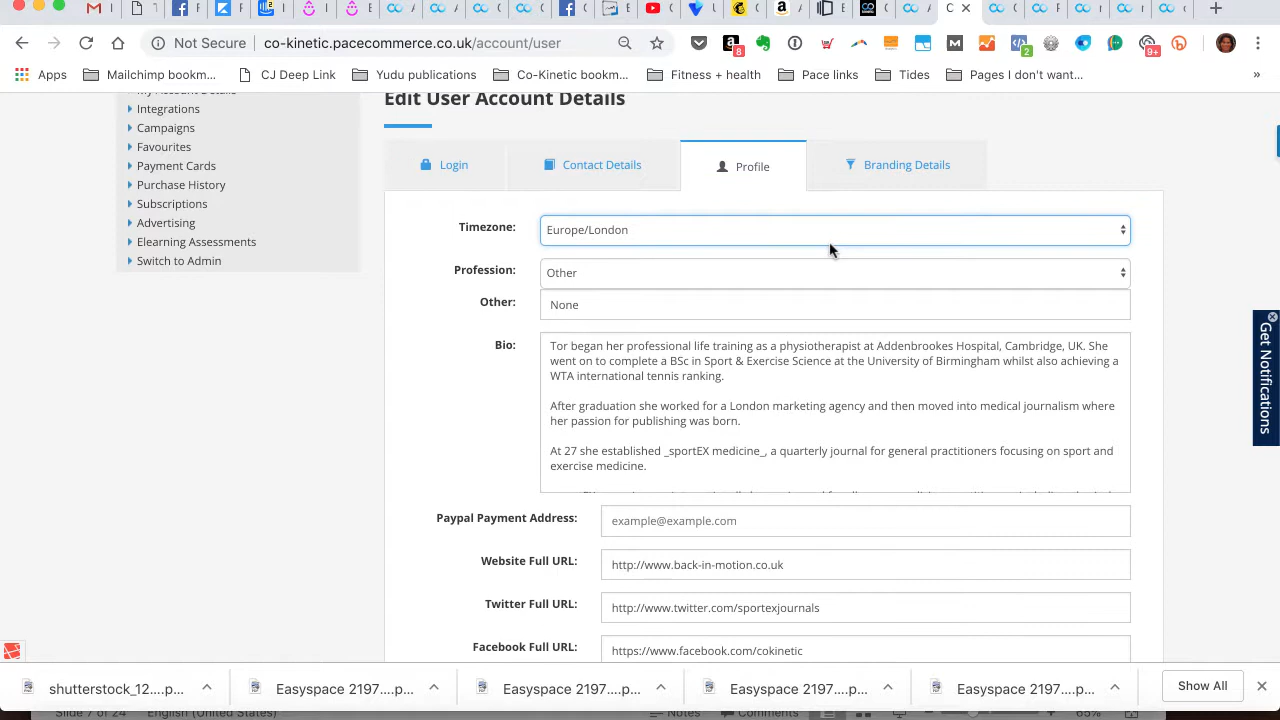 Not Secure
co-kinetic.pacecommerce.co.uk/account/user
8
2
9+
Apps
Mailchimp bookm...
CJ Deep Link
Yudu publications
Co-Kinetic bookm...
Fitness + health
Pace links
Tides
Pages I don't want...
»
Integrations
Campaigns
Favourites
Payment Cards
Purchase History
Subscriptions
Advertising
Elearning Assessments
Switch to Admin
Edit User Account Details
Login
Contact Details
Profile
Branding Details
Timezone:
Europe/London
Profession:
Other
Other:
None
Bio:
Tor began her professional life training as a physiotherapist at Addenbrookes Hospital, Cambridge, UK. She
went on to complete a BSc in Sport & Exercise Science at the University of Birmingham whilst also achieving a
WTA international tennis ranking.
After graduation she worked for a London marketing agency and then moved into medical journalism where
her passion for publishing was born.
At 27 she established _sportEX medicine_, a quarterly journal for general practitioners focusing on sport and
exercise medicine.
Paypal Payment Address:
example@example.com
Website Full URL:
http://www.back-in-motion.co.uk
Twitter Full URL:
http://www.twitter.com/sportexjournals
Facebook Full URL:
https://www.facebook.com/cokinetic
Get Notifications
shutterstock_12....p...
Easyspace 2197....p...
Easyspace 2197....p...
Easyspace 2197....p...
Easyspace 2197....p...
Show All
Slide 7 of 24
English (United States)
Notes
Comments
65%